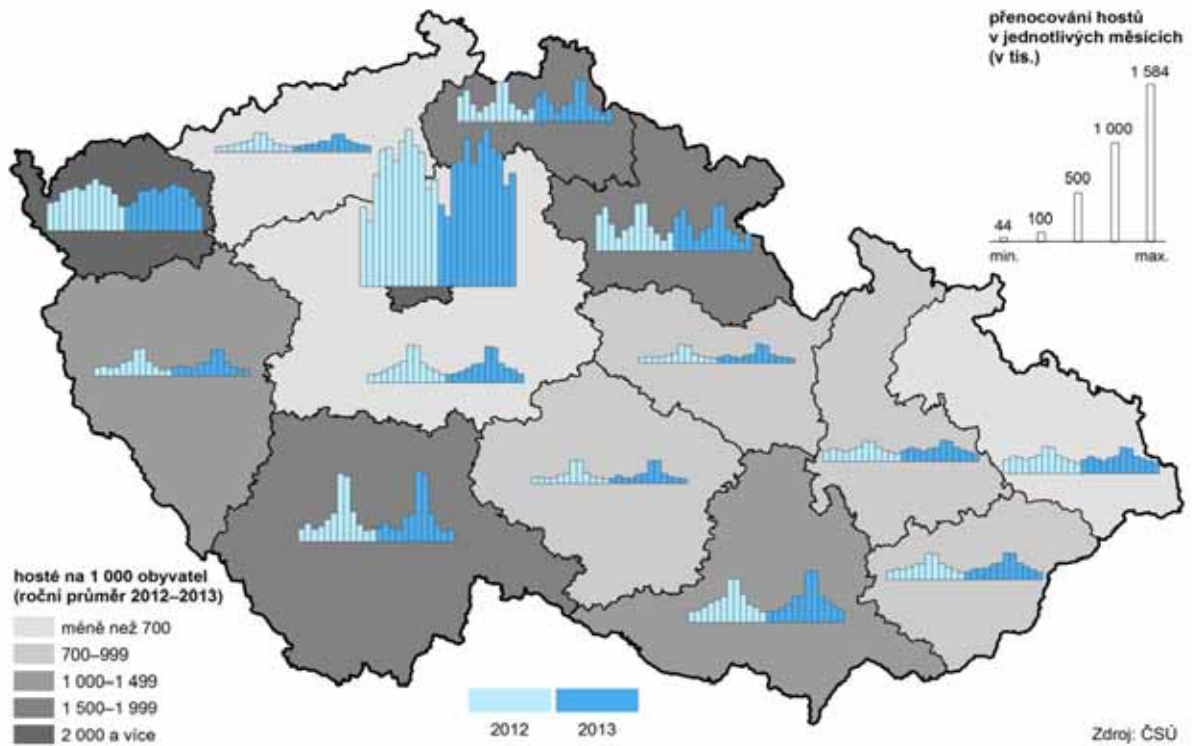 přenocování hostů
v jednotlivých měsících
(v tis.)
1 584
1 000
500
100
44
min.
max.
hosté na 1 000 obyvatel
(roční průměr 2012–2013)
méně než 700
700–999
1 000–1 499
1 500–1 999
2 000 a více
2012
2013
Zdroj: ČSÚ